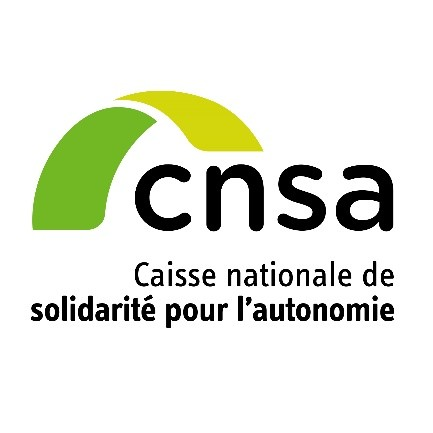 cnsa
Caisse nationale de
solidarité pour l’autonomie